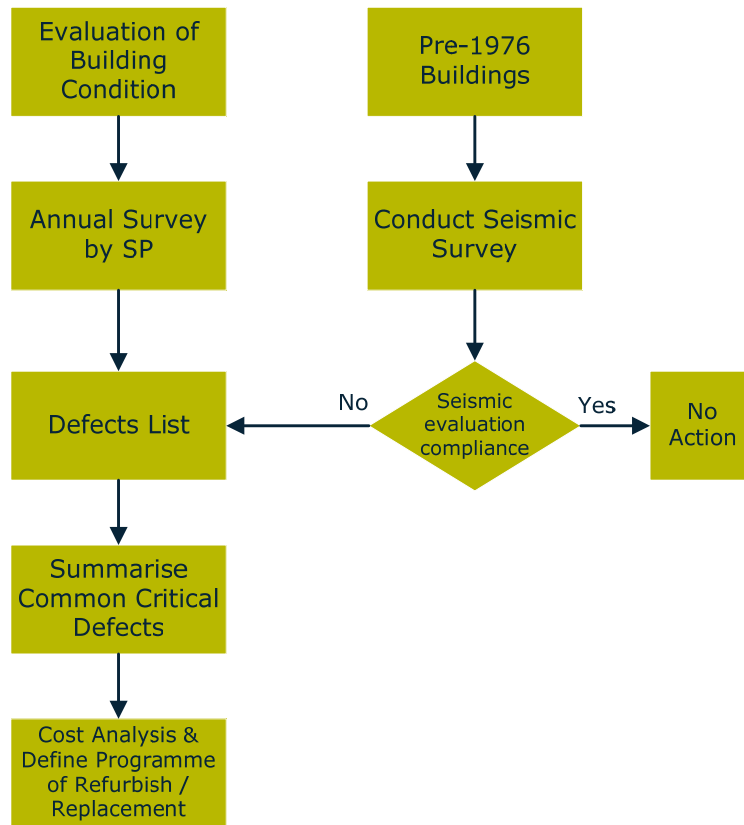 Evaluation of
Building
Condition
Pre-1976
Buildings
Annual Survey
by SP
Conduct Seismic
Survey
Defects List
No
Seismic
evaluation
compliance
Yes
No
Action
Summarise
Common Critical
Defects
Cost Analysis &
Define Programme
of Refurbish /
Replacement